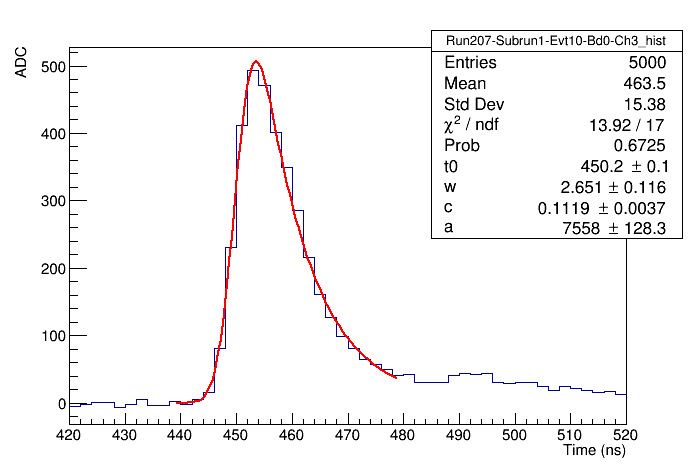 Run207-Subrun1-Evt10-Bd0-Ch3_hist
Entries 5000
Mean 463.5
Std Dev 15.38
χ² / ndf 13.92 / 17
Prob 0.6725
t0 450.2 ± 0.1
w 2.651 ± 0.116
c 0.1119 ± 0.0037
a 7558 ± 128.3
ADC
500
400
300
200
100
0
420 430 440 450 460 470 480 490 500 510 520
Time (ns)